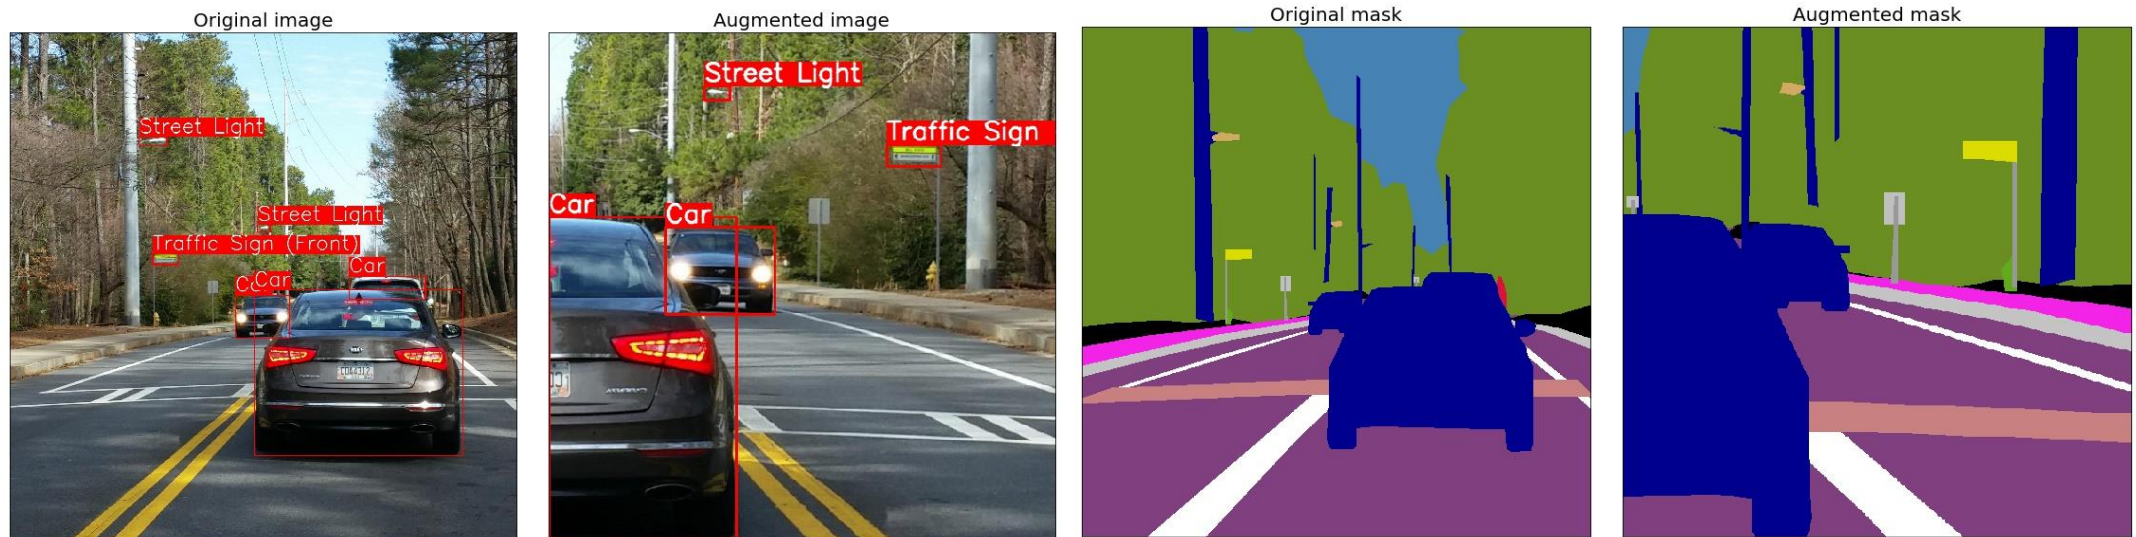 Original image
Augmented image
Original mask
Augmented mask
Street Light
Street Light
Traffic Sign (Front)
Car
Car
Street Light
Traffic Sign
Car
Car